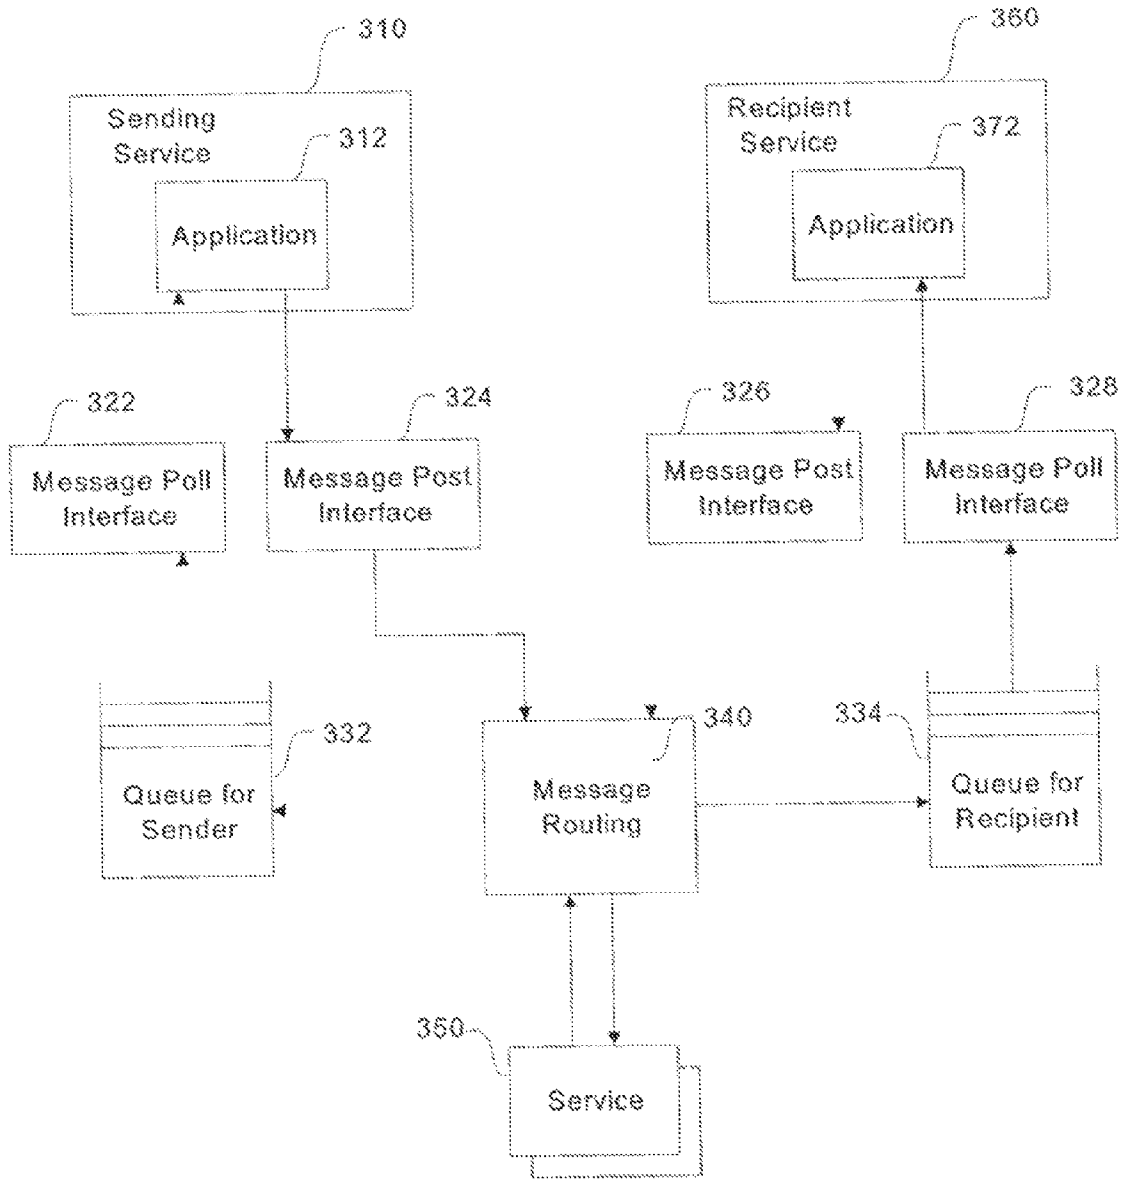 310
360
Sending
Service
312
Recipient
Service
372
Application
Application
322
324
326
328
Message Poll
Interface
Message Post
Interface
Message Post
Interface
Message Poll
Interface
332
340
334
Queue for
Sender
Message
Routing
Queue for
Recipient
350
Service